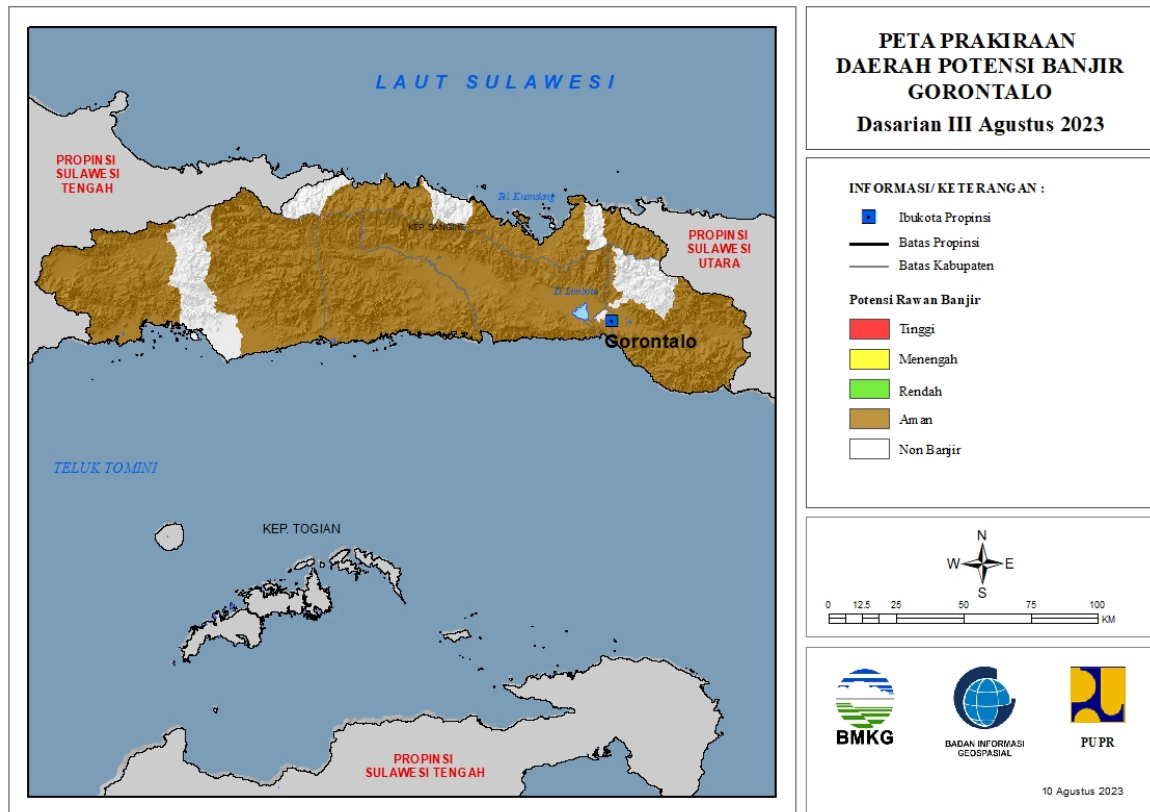 LAUT SULAWESI
PROPINSI
SULAWESI
TENGAH
Tel. Kuandang
KEP. SANGIHE
PROPINSI
SULAWESI
UTARA
D. Limboto
Gorontalo
TELUK TOMINI
KEP. TOGIAN
PROPINSI
SULAWESI TENGAH
PETA PRAKIRAAN
DAERAH POTENSI BANJIR
GORONTALO
Dasarian III Agustus 2023
INFORMASI/ KETERANGAN :
Ibukota Propinsi
Batas Propinsi
Batas Kabupaten
Potensi Rawan Banjir
Tinggi
Menengah
Rendah
Aman
Non Banjir
N
W E
S
0 12.5 25 50 75 100
KM
BMKG
BADAN INFORMASI
GEOSPASIAL
PUPR
10 Agustus 2023